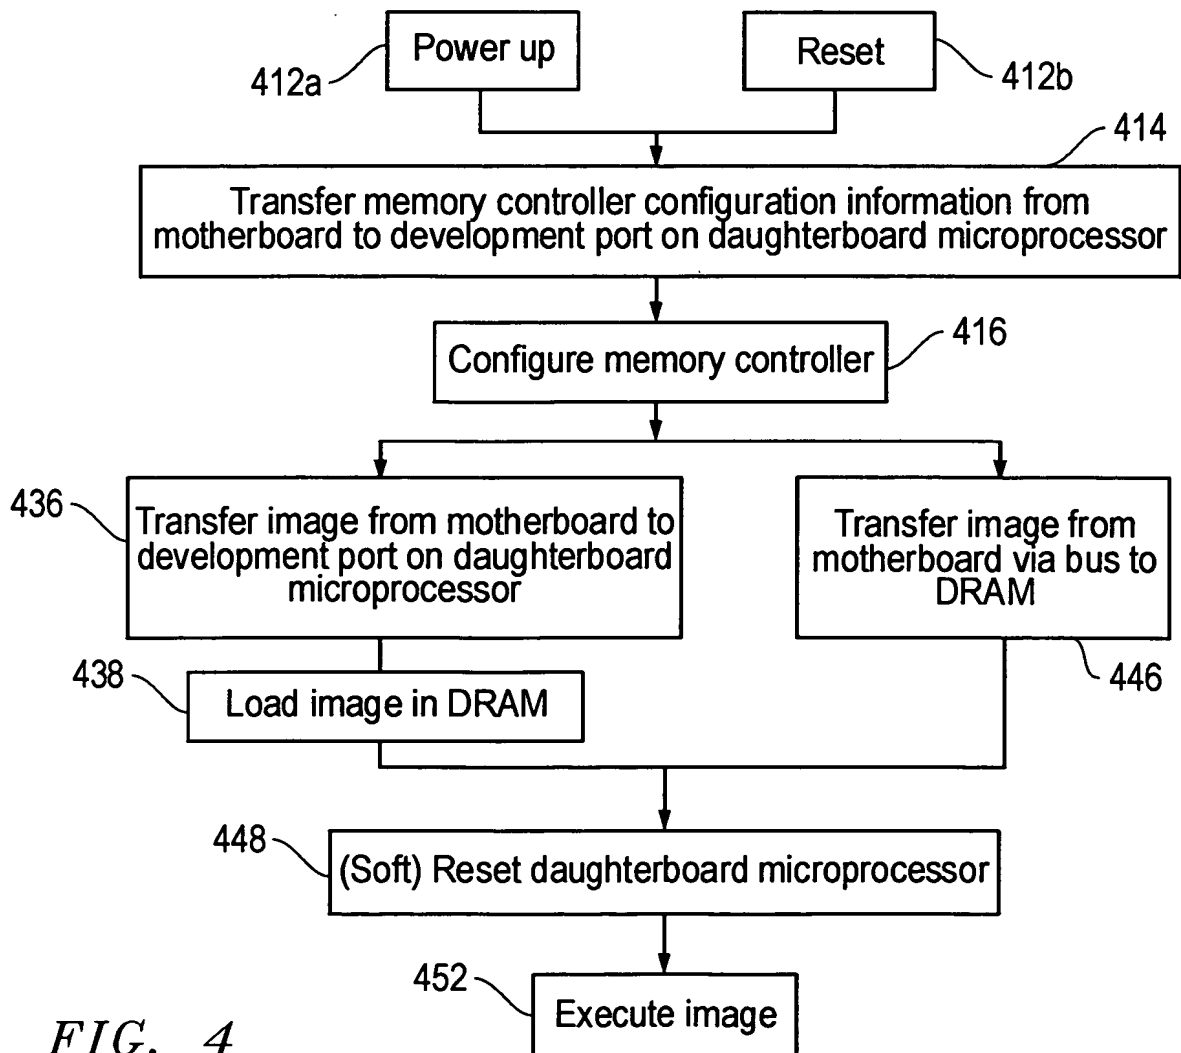 Power up
412a
Reset
412b
414
Transfer memory controller configuration information from
motherboard to development port on daughterboard microprocessor
416
Configure memory controller
436
Transfer image from motherboard to
development port on daughterboard
microprocessor
Transfer image from
motherboard via bus to
DRAM
446
438
Load image in DRAM
448
(Soft) Reset daughterboard microprocessor
452
Execute image
FIG. 4